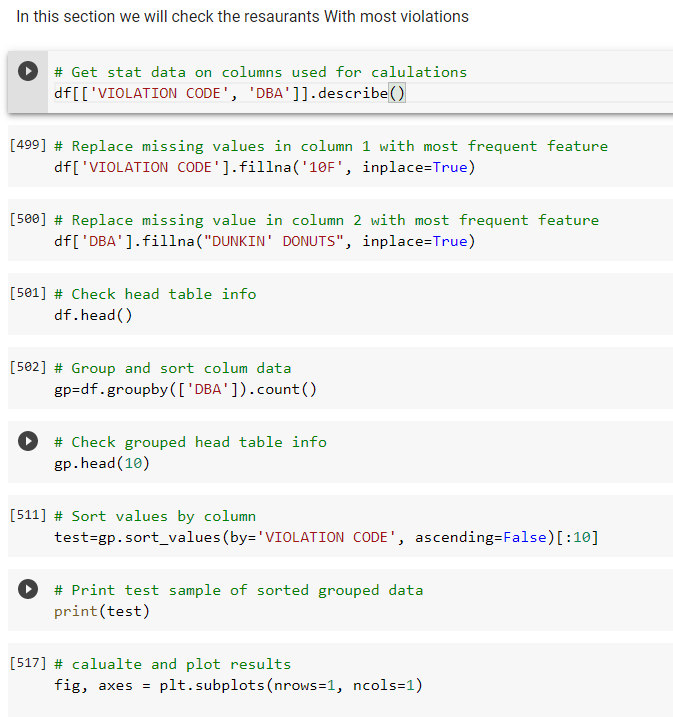 In this section we will check the resaurants With most violations
# Get stat data on columns used for calulations
df[['VIOLATION CODE', 'DBA']].describe()
[499] # Replace missing values in column 1 with most frequent feature
df['VIOLATION CODE'].fillna('10F', inplace=True)
[500] # Replace missing value in column 2 with most frequent feature
df['DBA'].fillna("DUNKIN' DONUTS", inplace=True)
[501] # Check head table info
df.head()
[502] # Group and sort colum data
gp=df.groupby(['DBA']).count()
# Check grouped head table info
gp.head(10)
[511] # Sort values by column
test=gp.sort_values(by='VIOLATION CODE', ascending=False)[:10]
# Print test sample of sorted grouped data
print(test)
[517] # calualte and plot results
fig, axes = plt.subplots(nrows=1, ncols=1)